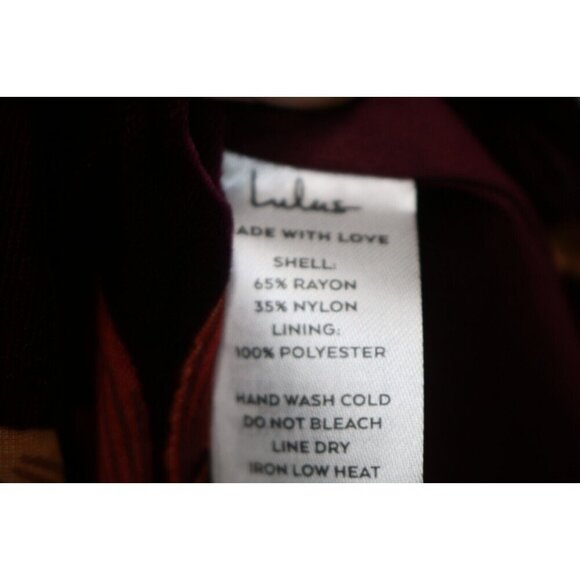 Lulus
ADE WITH LOVE
SHELL:
65% RAYON
35% NYLON
LINING:
100% POLYESTER
HAND WASH COLD
DO NOT BLEACH
LINE DRY
IRON LOW HEAT